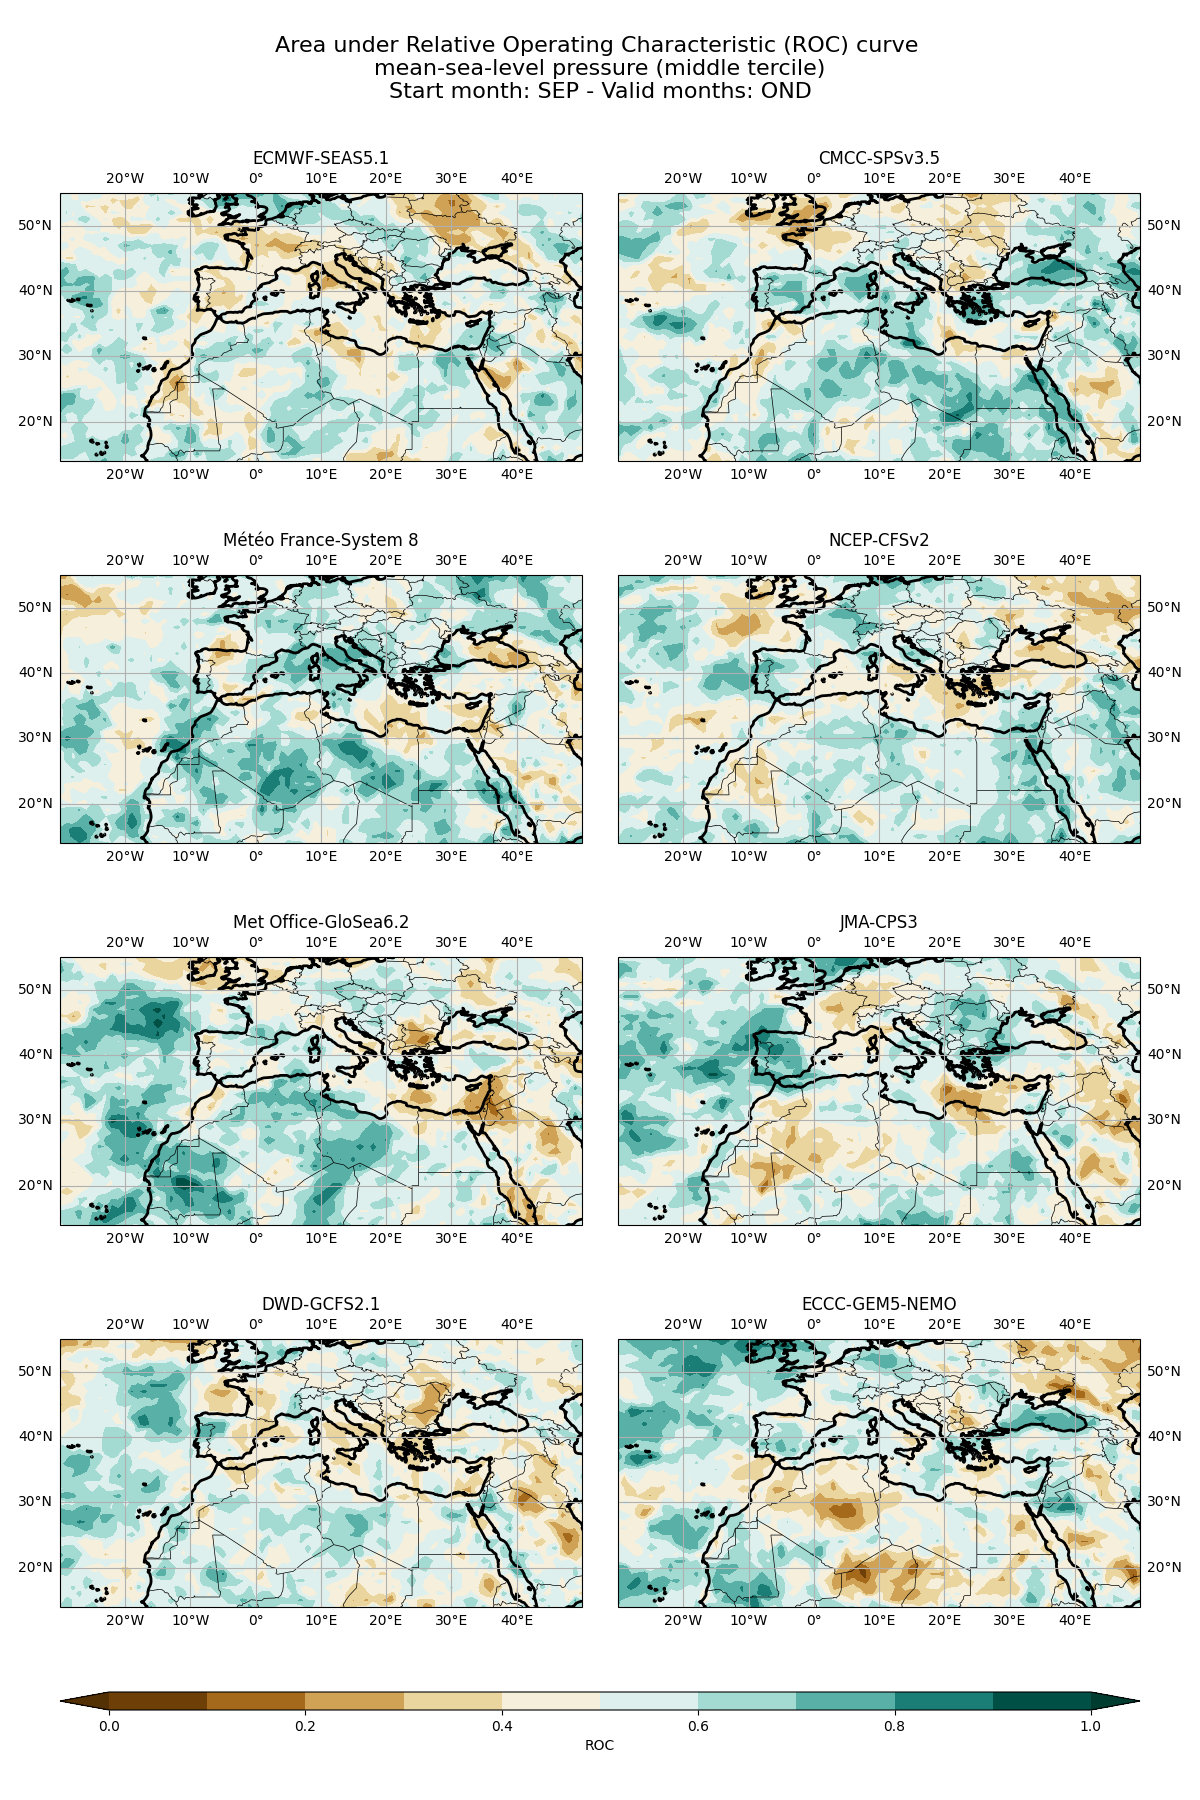 Area under Relative Operating Characteristic (ROC) curve
mean-sea-level pressure (middle tercile)
Start month: SEP - Valid months: OND
ECMWF-SEAS5.1
CMCC-SPSv3.5
20°W 10°W 0° 10°E 20°E 30°E 40°E
20°W 10°W 0° 10°E 20°E 30°E 40°E
50°N 50°N
40°N 40°N
30°N 30°N
20°N 20°N
20°W 10°W 0° 10°E 20°E 30°E 40°E
20°W 10°W 0° 10°E 20°E 30°E 40°E
Météo France-System 8
NCEP-CFSv2
20°W 10°W 0° 10°E 20°E 30°E 40°E
20°W 10°W 0° 10°E 20°E 30°E 40°E
50°N 50°N
40°N 40°N
30°N 30°N
20°N 20°N
20°W 10°W 0° 10°E 20°E 30°E 40°E
20°W 10°W 0° 10°E 20°E 30°E 40°E
Met Office-GloSea6.2
JMA-CPS3
20°W 10°W 0° 10°E 20°E 30°E 40°E
20°W 10°W 0° 10°E 20°E 30°E 40°E
50°N 50°N
40°N 40°N
30°N 30°N
20°N 20°N
20°W 10°W 0° 10°E 20°E 30°E 40°E
20°W 10°W 0° 10°E 20°E 30°E 40°E
DWD-GCFS2.1
ECCC-GEM5-NEMO
20°W 10°W 0° 10°E 20°E 30°E 40°E
20°W 10°W 0° 10°E 20°E 30°E 40°E
50°N 50°N
40°N 40°N
30°N 30°N
20°N 20°N
20°W 10°W 0° 10°E 20°E 30°E 40°E
20°W 10°W 0° 10°E 20°E 30°E 40°E
0.0 0.2 0.4 0.6 0.8 1.0
ROC